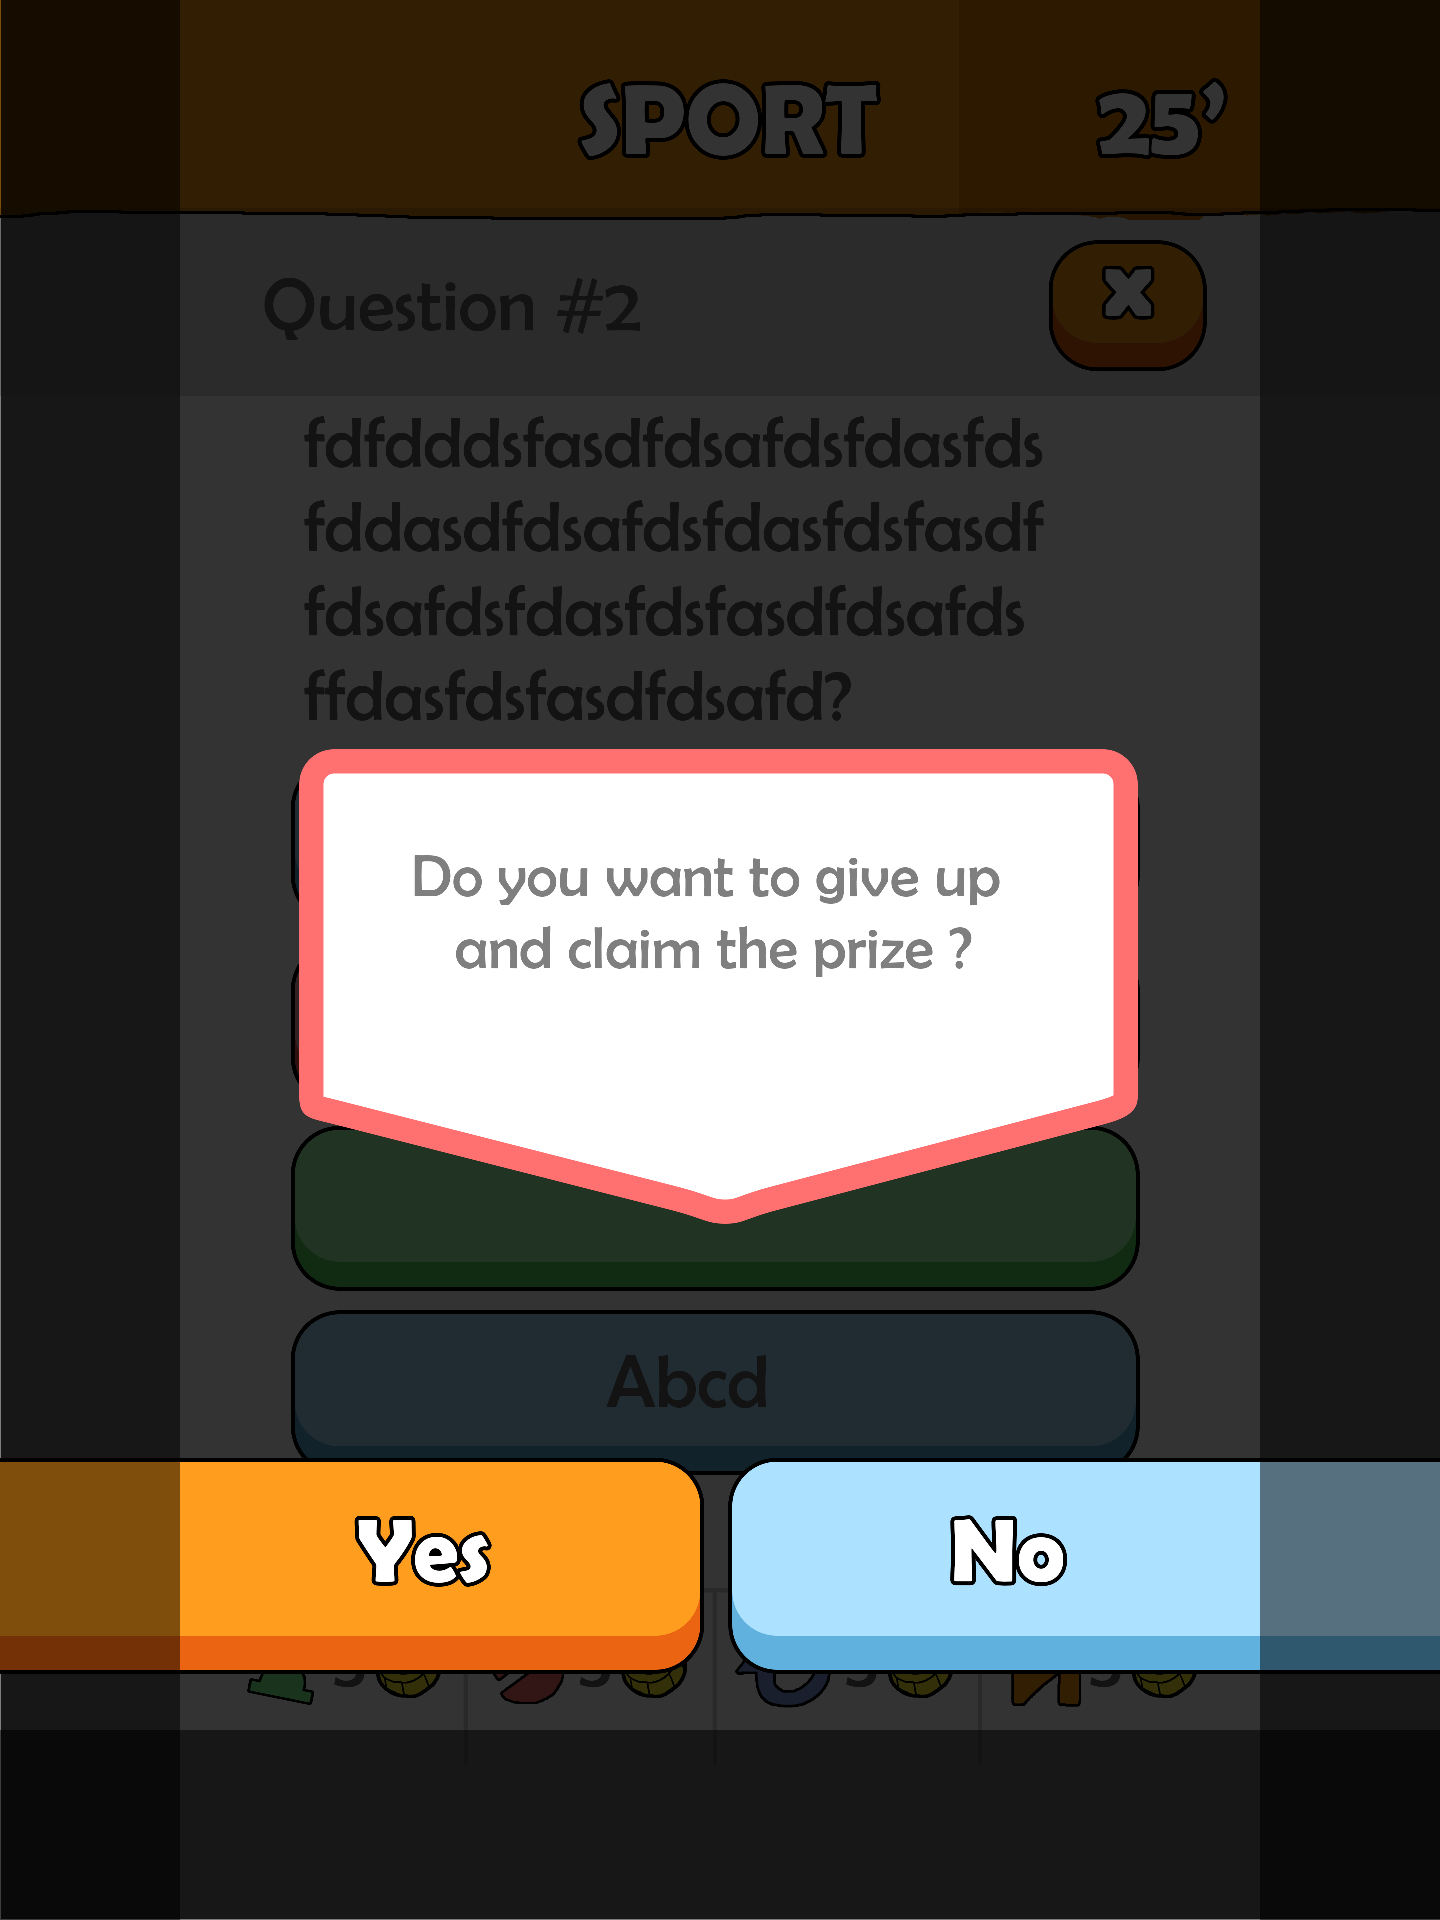 SPORT
25’
Question #2
X
fdfdddsfasdfdsafdsfdasfds
fddasdfdsafdsfdasfdsfasdf
fdsafdsfdasfdsfasdfdsafds
ffdasfdsfasdfdsafd?
Do you want to give up
and claim the prize ?
Abcd
Yes
No